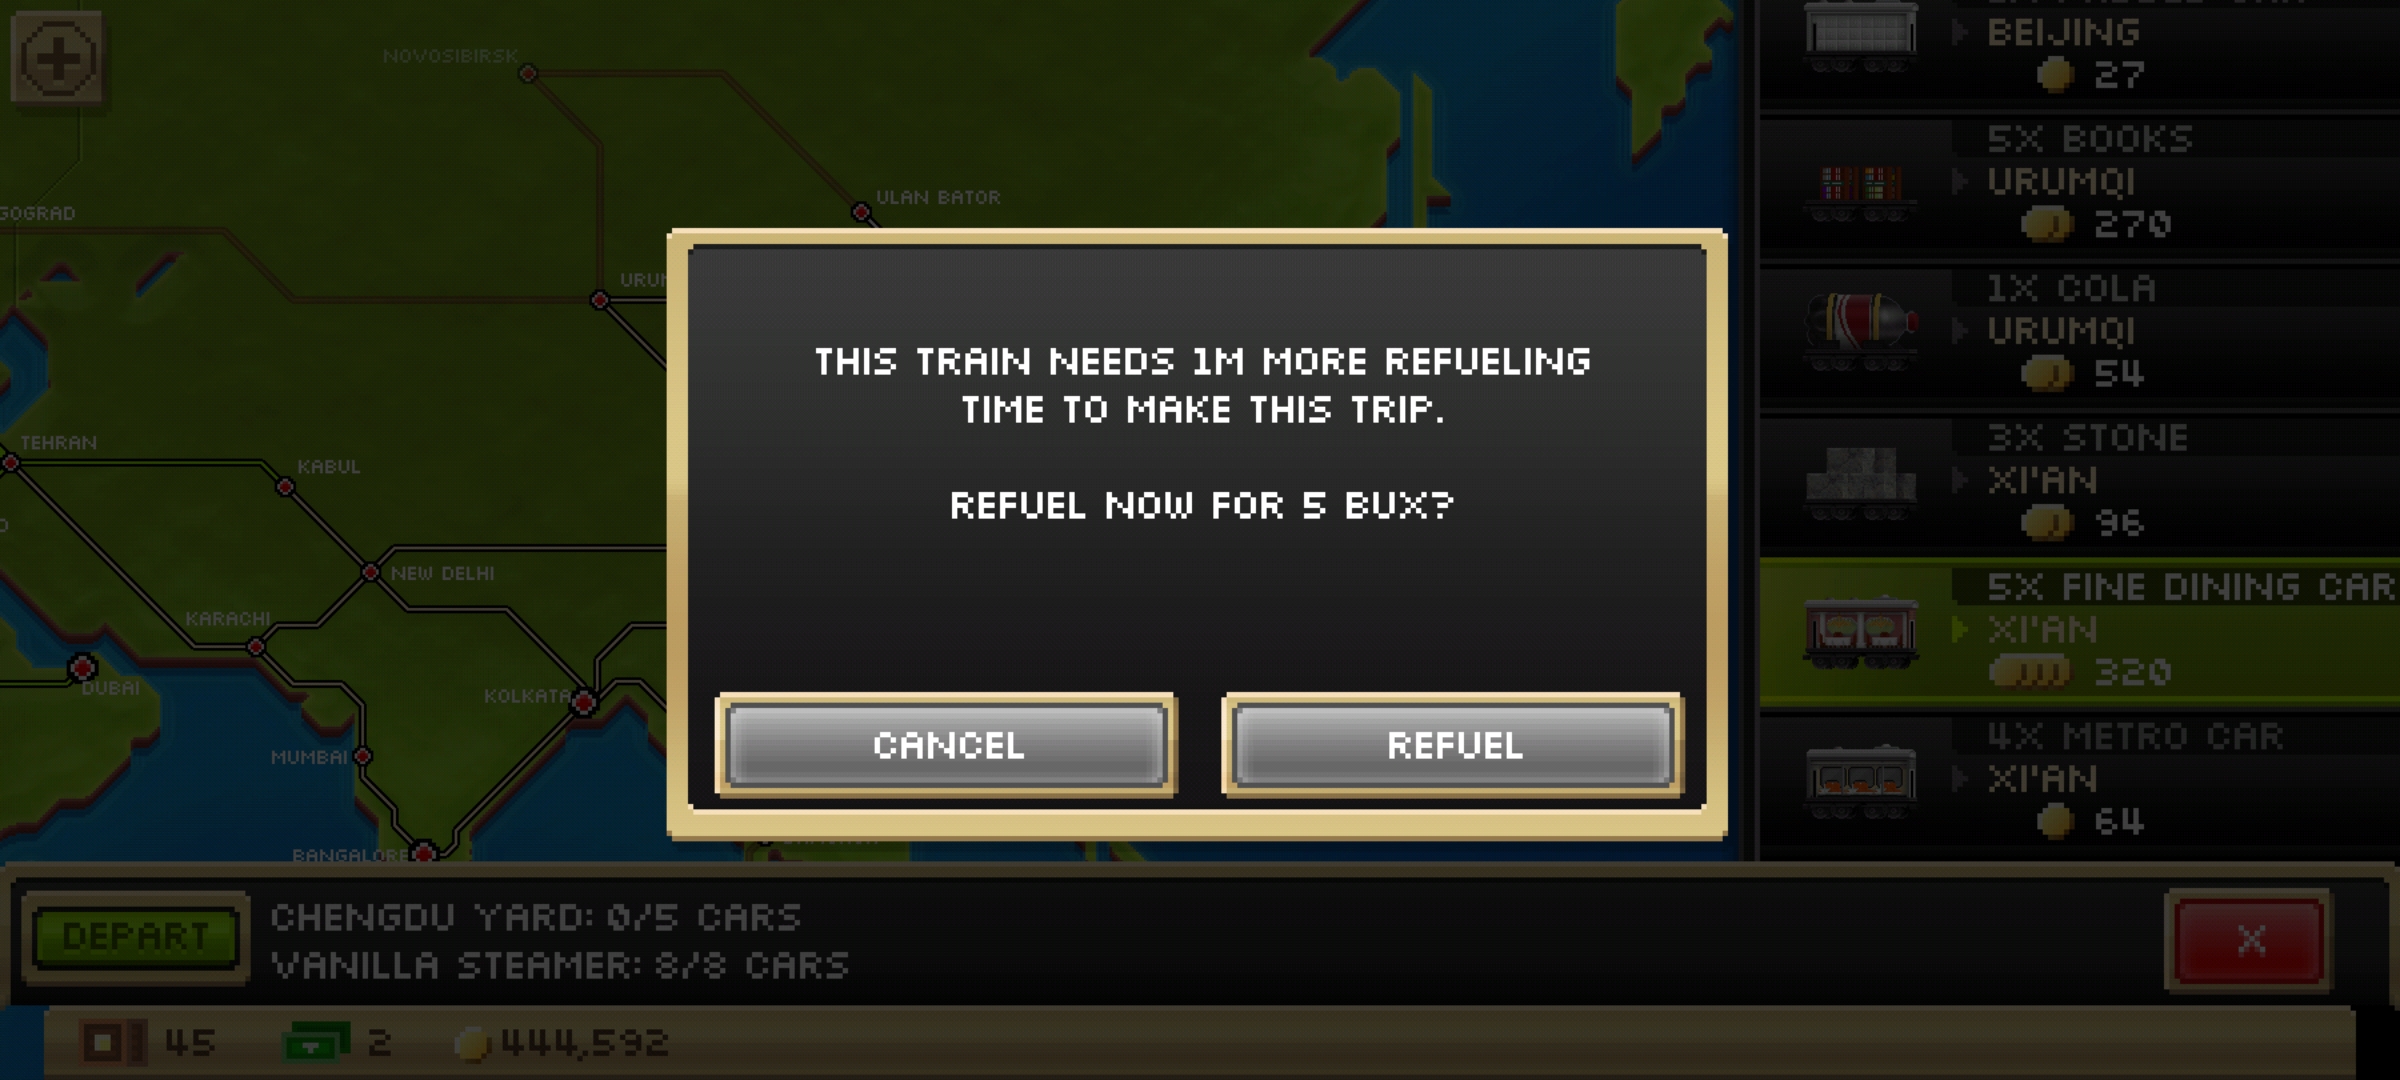 NOVOSIBIRSK
ULAN BATOR
GOGRAD
URUM
TEHRAN
KABUL
NEW DELHI
KARACHI
DUBAI
KOLKATA
MUMBAI
BANGALORE
BEIJING
27
5X BOOKS
URUMQI
270
1X COLA
URUMQI
54
3X STONE
XI'AN
96
5X FINE DINING CAR
XI'AN
320
4X METRO CAR
XI'AN
64
THIS TRAIN NEEDS 1M MORE REFUELING
TIME TO MAKE THIS TRIP.
REFUEL NOW FOR 5 BUX?
CANCEL
REFUEL
DEPART
CHENGDU YARD: 0/5 CARS
VANILLA STEAMER: 8/8 CARS
X
45
2
444,592